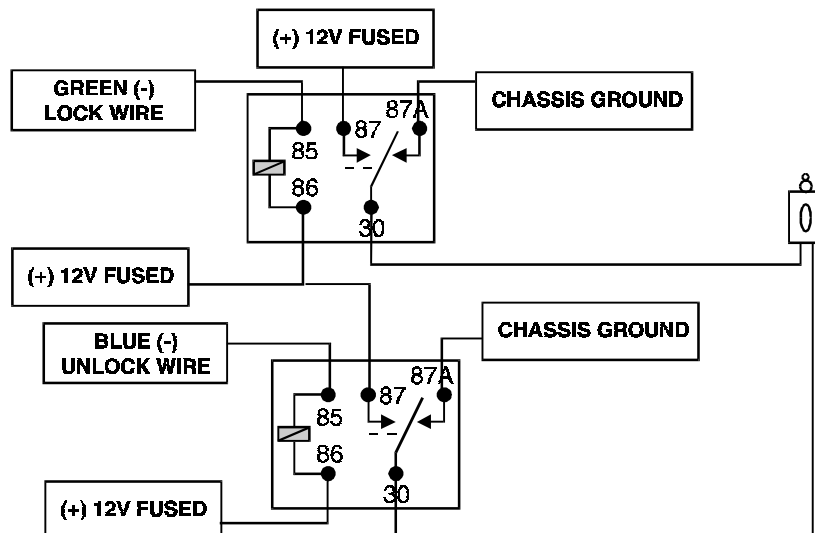 (+) 12V FUSED
GREEN (-)
LOCK WIRE
CHASSIS GROUND
87A
87
85
86
30
(+) 12V FUSED
BLUE (-)
UNLOCK WIRE
CHASSIS GROUND
87A
87
85
86
30
(+) 12V FUSED